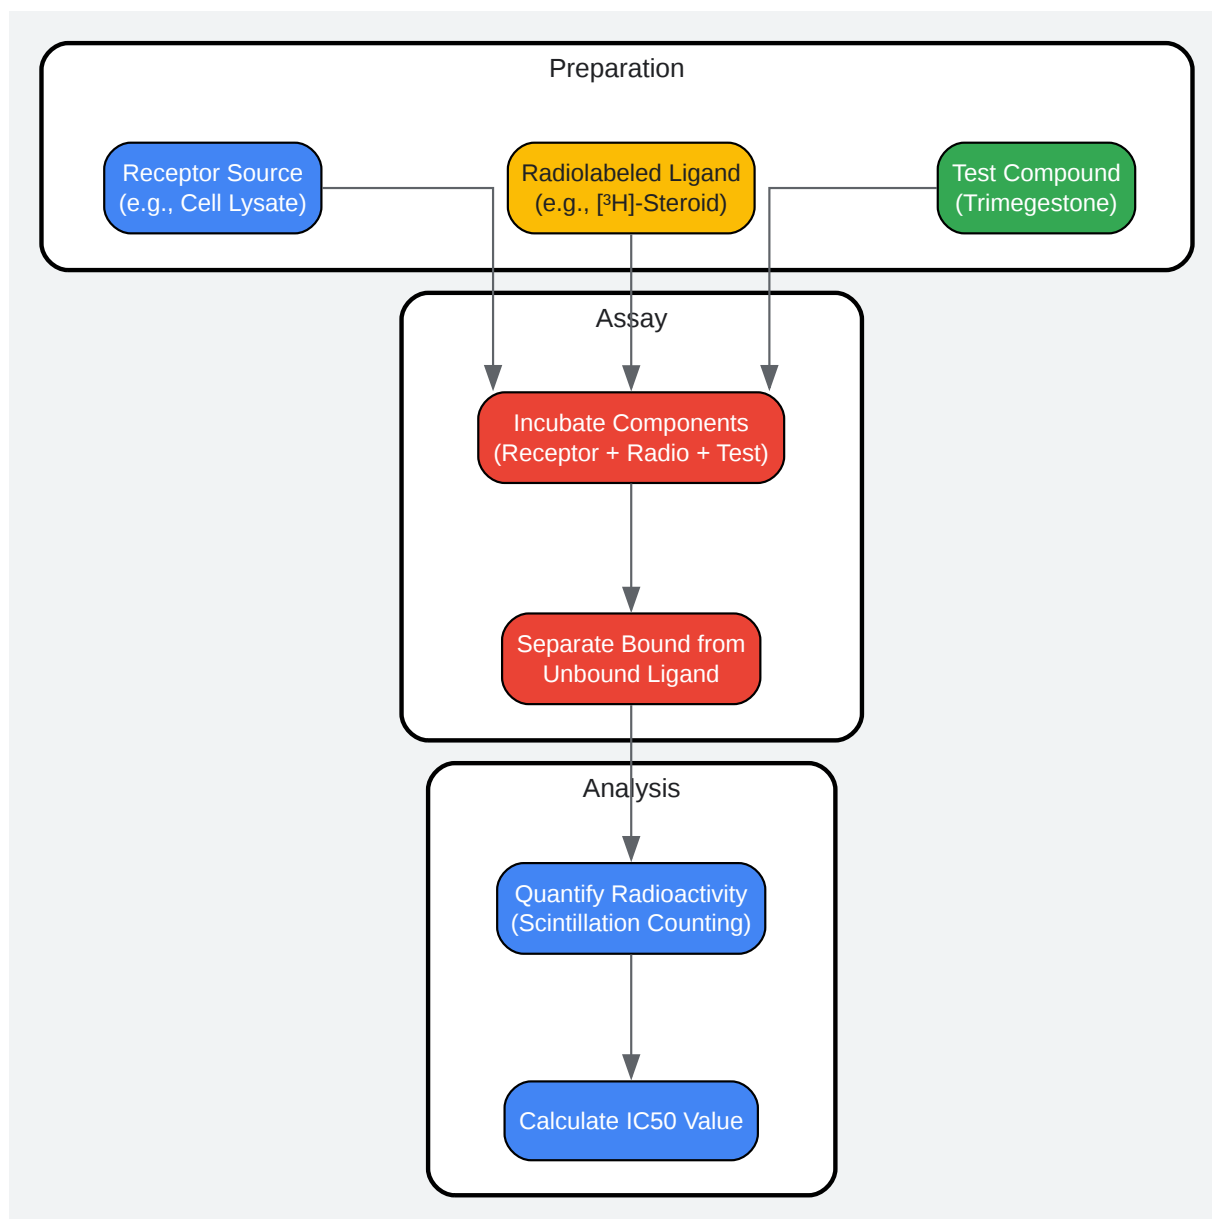 Preparation
Receptor Source
(e.g., Cell Lysate)
Radiolabeled Ligand
(e.g., [³H]-Steroid)
Test Compound
(Trimegestone)
Assay
Incubate Components
(Receptor + Radio + Test)
Separate Bound from
Unbound Ligand
Analysis
Quantify Radioactivity
(Scintillation Counting)
Calculate IC50 Value